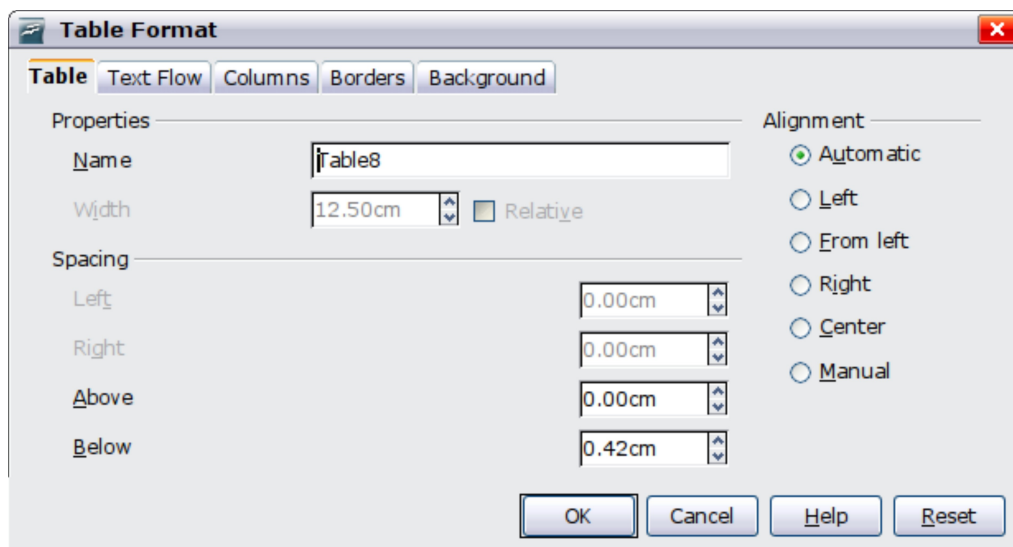 Table Format
Table Text Flow Columns Borders Background
Properties
Name Table8
Width 12.50cm Relative
Spacing
Left 0.00cm
Right 0.00cm
Above 0.00cm
Below 0.42cm
Alignment
Automatic
Left
From left
Right
Center
Manual
OK Cancel Help Reset